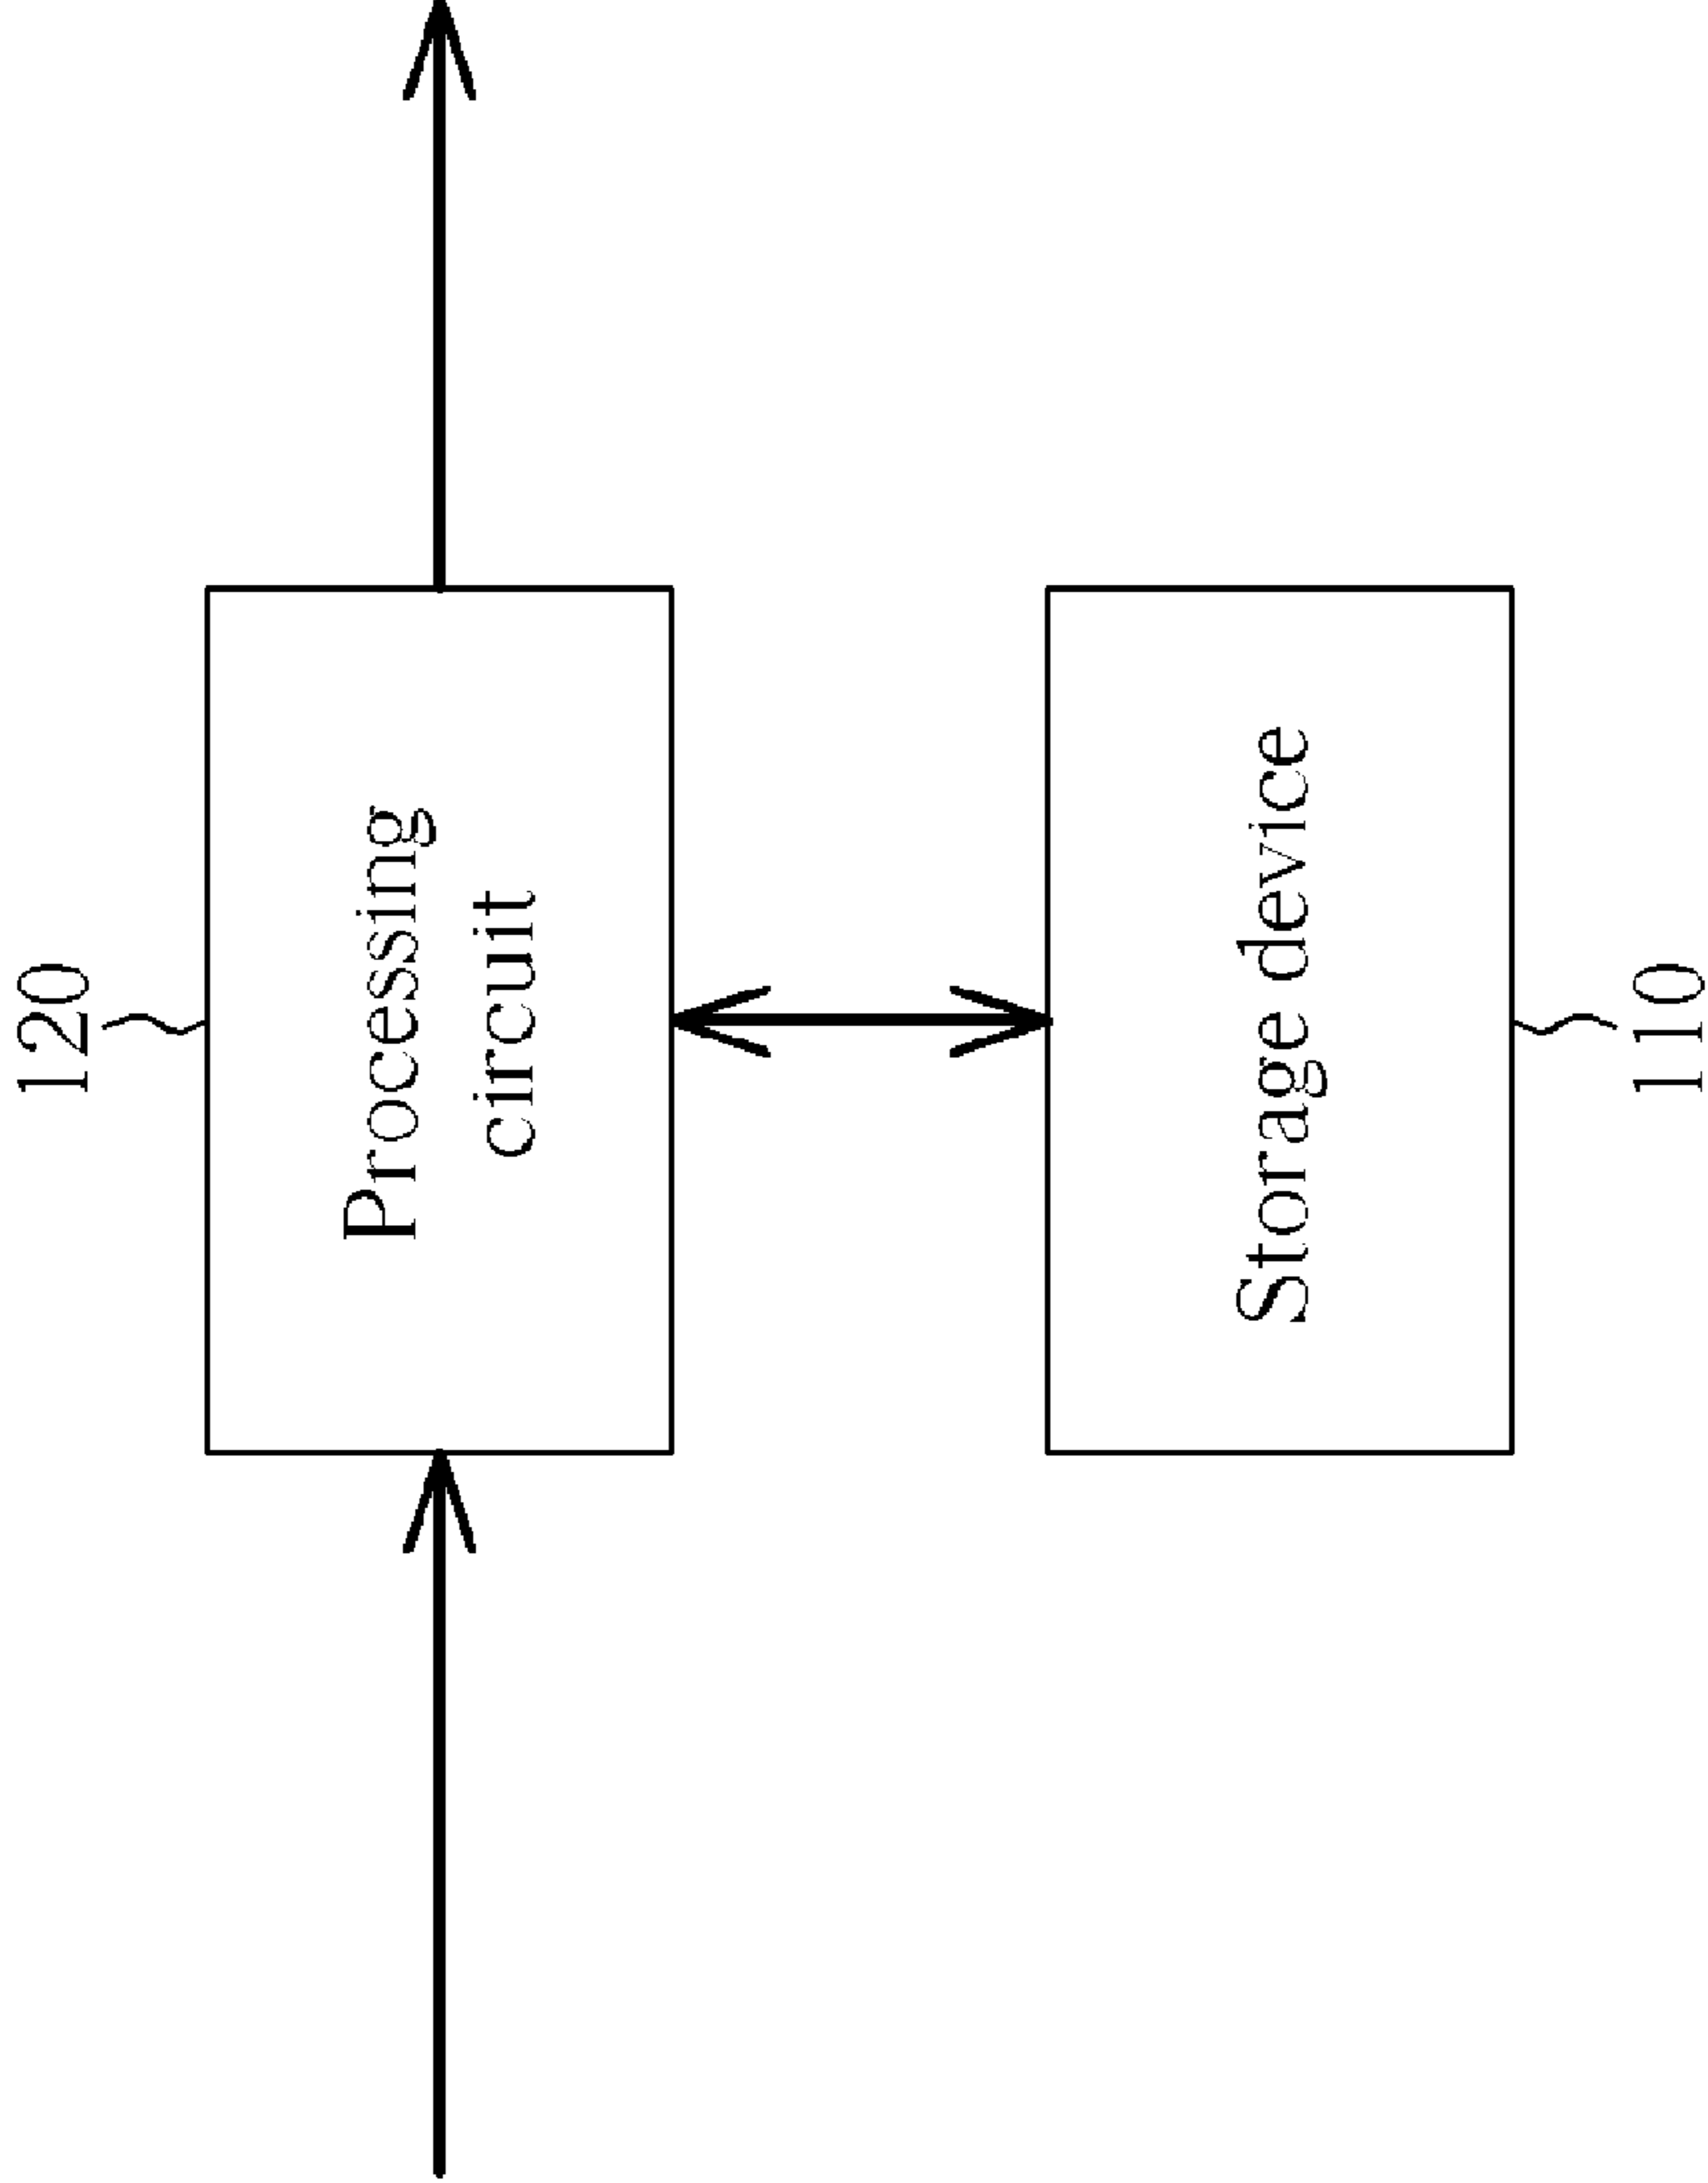 120
Processing
circuit
Storage device
110